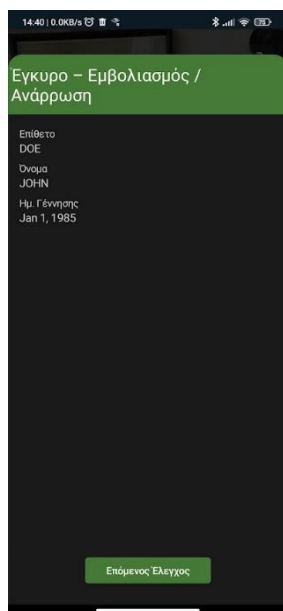 14:40 | 0.0KB/s
Έγκυρο – Εμβολιασμός /
Ανάρρωση
Επίθετο
DOE
Όνομα
JOHN
Ημ. Γέννησης
Jan 1, 1985
Επόμενος Έλεγχος